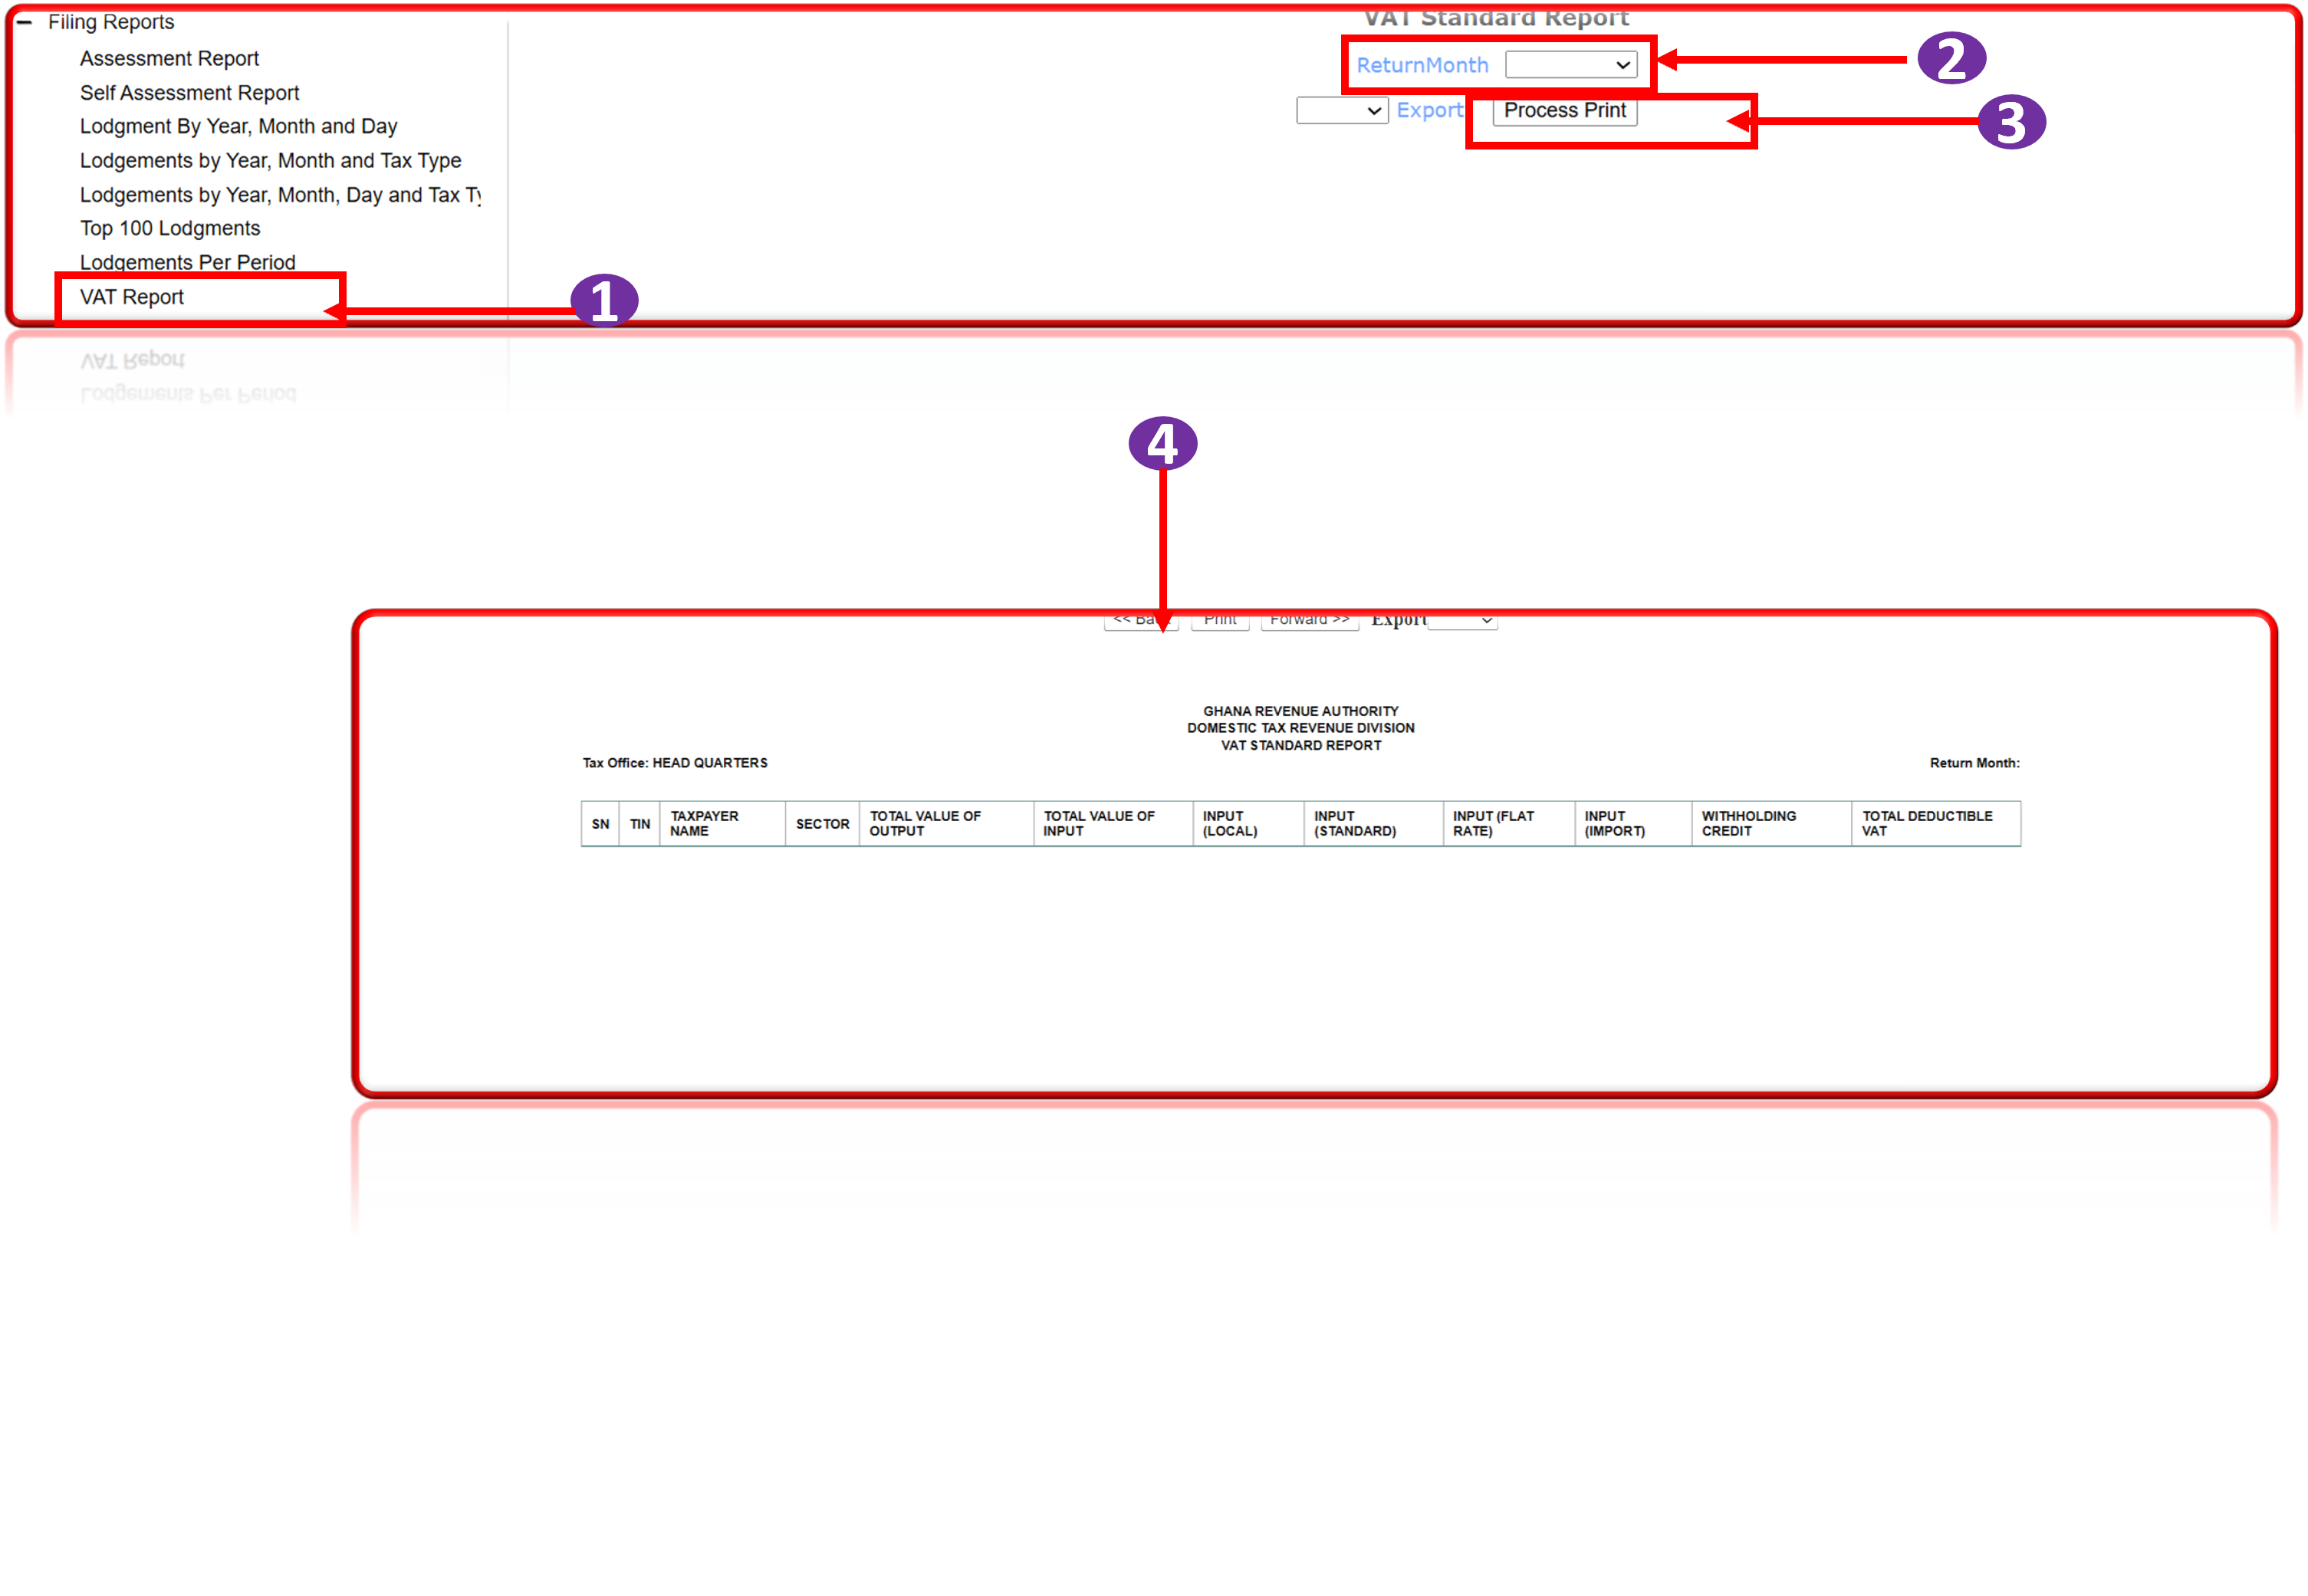 Filing Reports
Assessment Report
Self Assessment Report
Lodgment By Year, Month and Day
Lodgements by Year, Month and Tax Type
Lodgements by Year, Month, Day and Tax Ty
Top 100 Lodgments
Lodgements Per Period
VAT Report
1
VAT Standard Report
ReturnMonth
2
Export Process Print
3
4
<< Back Print Forward >> Export
GHANA REVENUE AUTHORITY
DOMESTIC TAX REVENUE DIVISION
VAT STANDARD REPORT
Tax Office: HEAD QUARTERS Return Month:
SN TIN TAXPAYER NAME SECTOR TOTAL VALUE OF OUTPUT TOTAL VALUE OF INPUT INPUT (LOCAL) INPUT (STANDARD) INPUT (FLAT RATE) INPUT (IMPORT) WITHHOLDING CREDIT TOTAL DEDUCTIBLE VAT